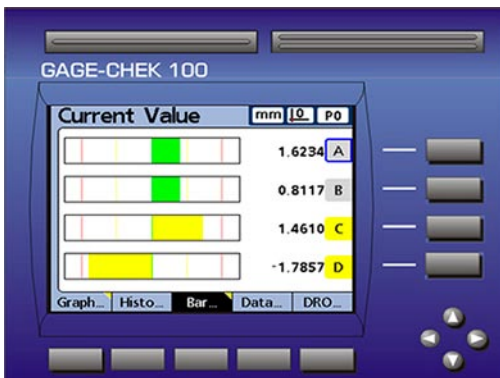 GAGE-CHEK 100
Current Value mm 0 P0
1.6234 A
0.8117 B
1.4610 C
-1.7857 D
Graph... Histo... Bar... Data... DRO...